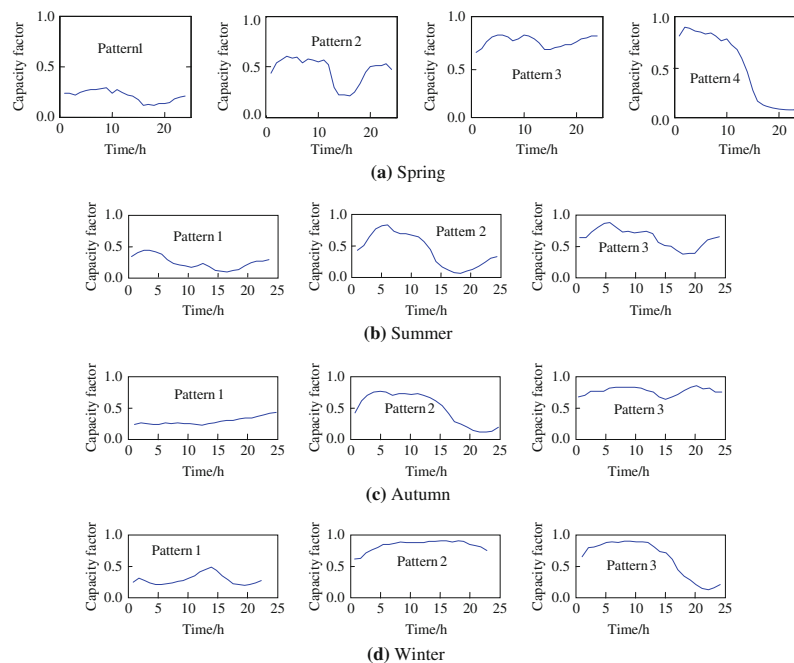 Capacity factor
1.0
0.5
0.0
Pattern1
0 10 20
Time/h
Capacity factor
1.0
0.5
0.0
Pattern 2
0 10 20
Time/h
Capacity factor
1.0
0.5
0.0
Pattern 3
0 10 20
Time/h
Capacity factor
1.0
0.5
0.0
Pattern 4
0 10 20
Time/h
(a) Spring
Capacity factor
1.0
0.5
0.0
Pattern 1
0 5 10 15 20 25
Time/h
Capacity factor
1.0
0.5
0.0
Pattem 2
0 5 10 15 20 25
Time/h
Capacity factor
1.0
0.5
0.0
Pattern 3
0 5 10 15 20 25
Time/h
(b) Summer
Capacity factor
1.0
0.5
0.0
Pattern 1
0 5 10 15 20 25
Time/h
Capacity factor
1.0
0.5
0.0
Pattern 2
0 5 10 15 20 25
Time/h
Capacity factor
1.0
0.5
0.0
Pattern 3
0 5 10 15 20 25
Time/h
(c) Autumn
Capacity factor
1.0
0.5
0.0
Pattern 1
0 5 10 15 20 25
Time/h
Capacity factor
1.0
0.5
0.0
Pattern 2
0 5 10 15 20 25
Time/h
Capacity factor
1.0
0.5
0.0
Pattern 3
0 5 10 15 20 25
Time/h
(d) Winter